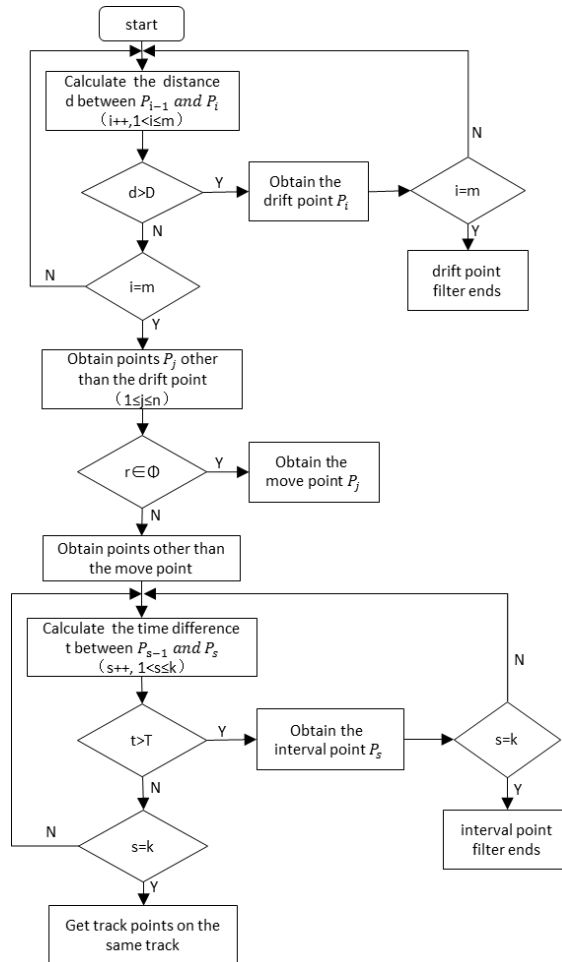 start
Calculate the distance
d between P_{i−1} and P_i
(i++,1<i≤m)
N
d>D
Y
Obtain the
drift point P_i
i=m
N
Y
N
i=m
drift point
filter ends
Y
Obtain points P_j other
than the drift point
(1≤j≤n)
r∈Φ
Y
Obtain the
move point P_j
N
Obtain points other than
the move point
Calculate the time difference
t between P_{s−1} and P_s
(s++, 1<s≤k)
N
t>T
Y
Obtain the
interval point P_s
s=k
N
Y
N
s=k
interval point
filter ends
Y
Get track points on the
same track